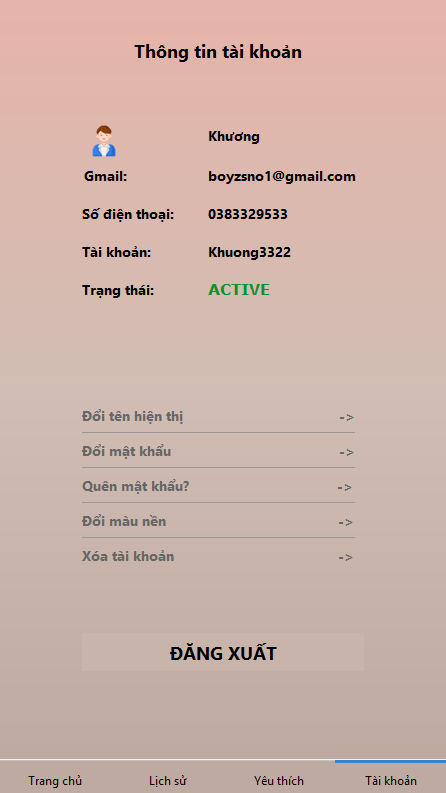 Thông tin tài khoản
Khương
Gmail: boyzsno1@gmail.com
Số điện thoại: 0383329533
Tài khoản: Khuong3322
Trạng thái: ACTIVE
Đổi tên hiện thị ->
Đổi mật khẩu ->
Quên mật khẩu? ->
Đổi màu nền ->
Xóa tài khoản ->
ĐĂNG XUẤT
Trang chủ Lịch sử Yêu thích Tài khoản